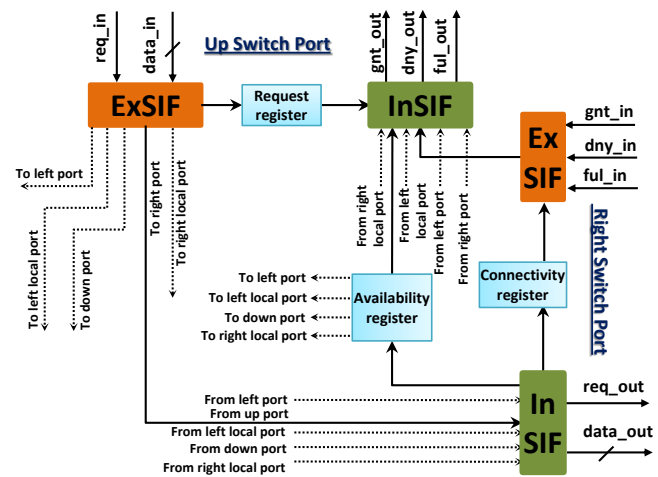 req_in
data_in
Up Switch Port
gnt_out
dny_out
ful_out
ExSIF
Request
register
InSIF
gnt_in
Ex
SIF
dny_in
ful_in
To left port
To left local port
To down port
To right port
To right local port
From right
local port
From left
local port
From left port
From right port
Right Switch Port
To left port
To left local port
To down port
To right local port
Availability
register
Connectivity
register
From left port
From up port
From left local port
From down port
From right local port
In
SIF
req_out
data_out